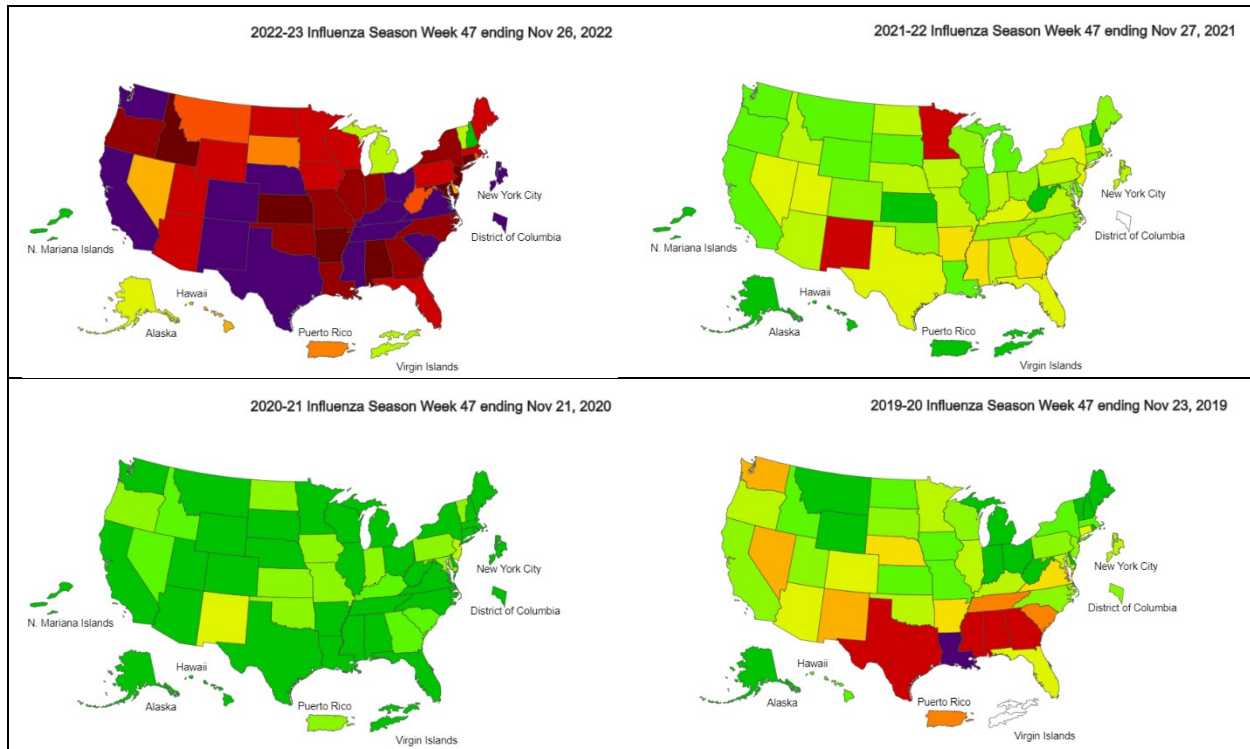 2022-23 Influenza Season Week 47 ending Nov 26, 2022
New York City
District of Columbia
N. Mariana Islands
Hawaii
Alaska
Puerto Rico
Virgin Islands
2021-22 Influenza Season Week 47 ending Nov 27, 2021
New York City
District of Columbia
N. Mariana Islands
Hawaii
Alaska
Puerto Rico
Virgin Islands
2020-21 Influenza Season Week 47 ending Nov 21, 2020
New York City
District of Columbia
N. Mariana Islands
Hawaii
Alaska
Puerto Rico
Virgin Islands
2019-20 Influenza Season Week 47 ending Nov 23, 2019
New York City
District of Columbia
Hawaii
Alaska
Puerto Rico
Virgin Islands